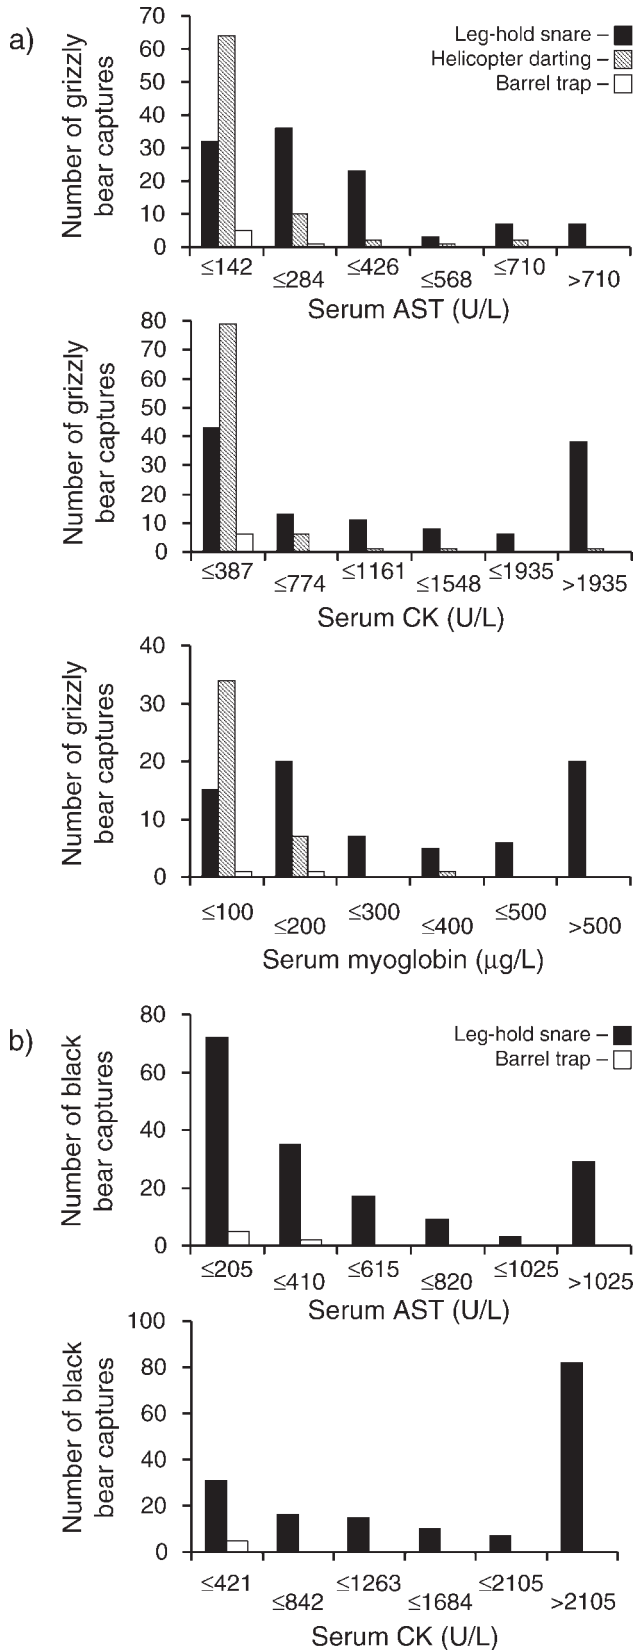 a)
Leg-hold snare –
Helicopter darting –
Barrel trap –
Number of grizzly
bear captures
70
60
50
40
30
20
10
0
≤142 ≤284 ≤426 ≤568 ≤710 >710
Serum AST (U/L)
Number of grizzly
bear captures
80
70
60
50
40
30
20
10
0
≤387 ≤774 ≤1161 ≤1548 ≤1935 >1935
Serum CK (U/L)
Number of grizzly
bear captures
40
30
20
10
0
≤100 ≤200 ≤300 ≤400 ≤500 >500
Serum myoglobin (μg/L)
b)
Leg-hold snare –
Barrel trap –
Number of black
bear captures
80
60
40
20
0
≤205 ≤410 ≤615 ≤820 ≤1025 >1025
Serum AST (U/L)
Number of black
bear captures
100
80
60
40
20
0
≤421 ≤842 ≤1263 ≤1684 ≤2105 >2105
Serum CK (U/L)